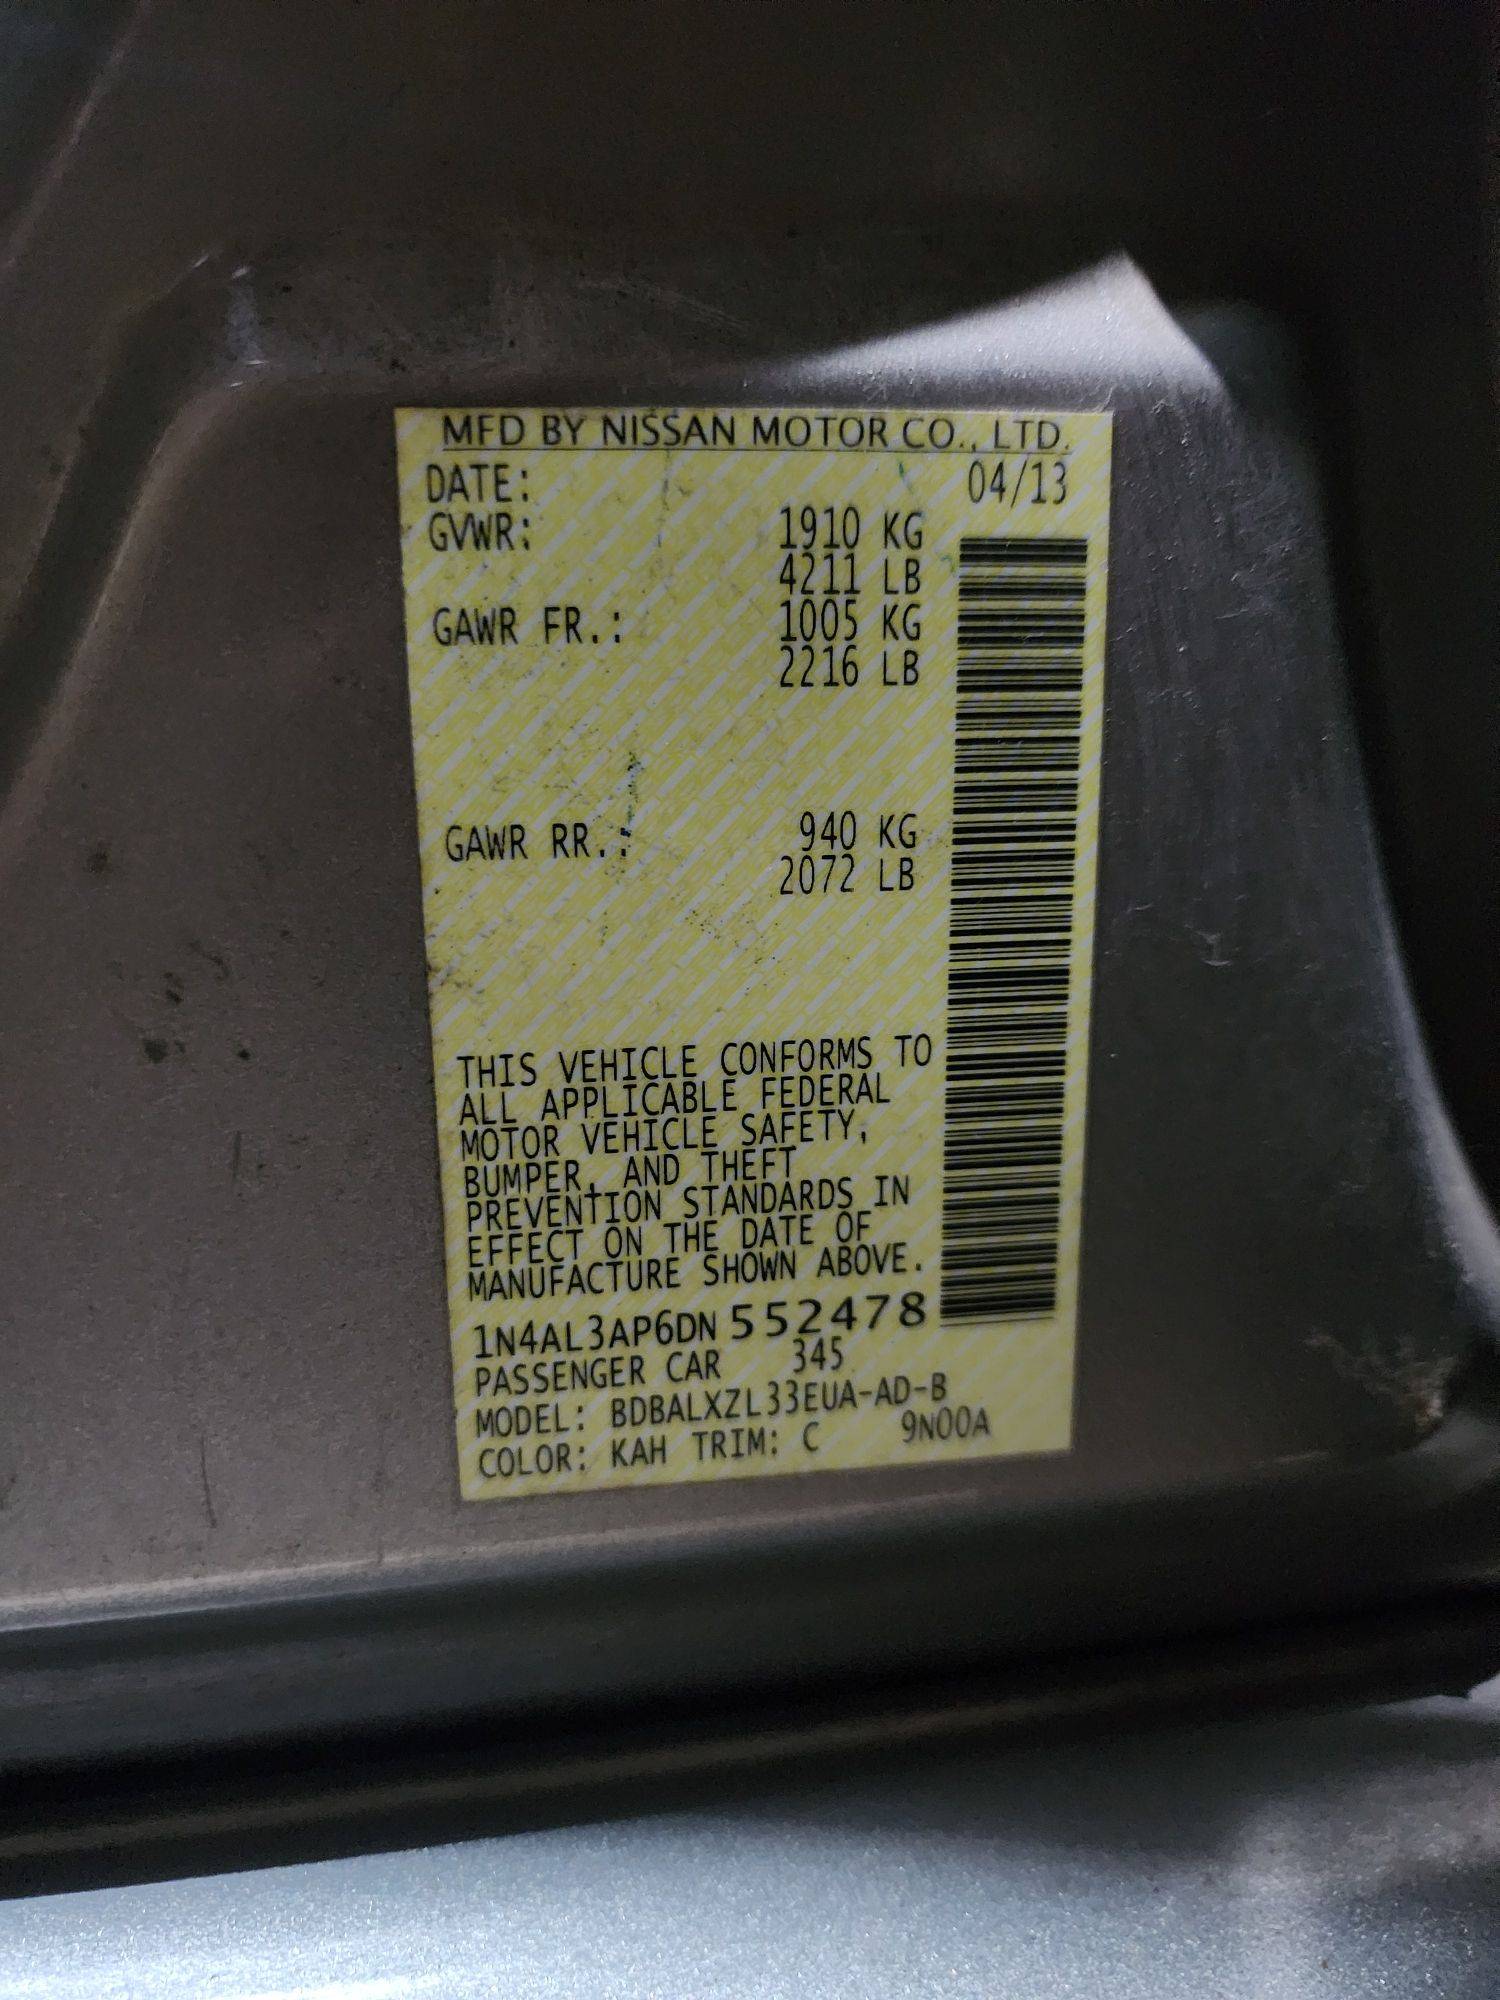 MFD BY NISSAN MOTOR CO., LTD.
DATE: 04/13
GVWR: 1910 KG
4211 LB
GAWR FR.: 1005 KG
2216 LB
GAWR RR.: 940 KG
2072 LB
THIS VEHICLE CONFORMS TO
ALL APPLICABLE FEDERAL
MOTOR VEHICLE SAFETY,
BUMPER, AND THEFT
PREVENTION STANDARDS IN
EFFECT ON THE DATE OF
MANUFACTURE SHOWN ABOVE.
1N4AL3AP6DN 552478
PASSENGER CAR 345
MODEL: BDBALXZL33EUA-AD-B
COLOR: KAH TRIM: C 9N00A